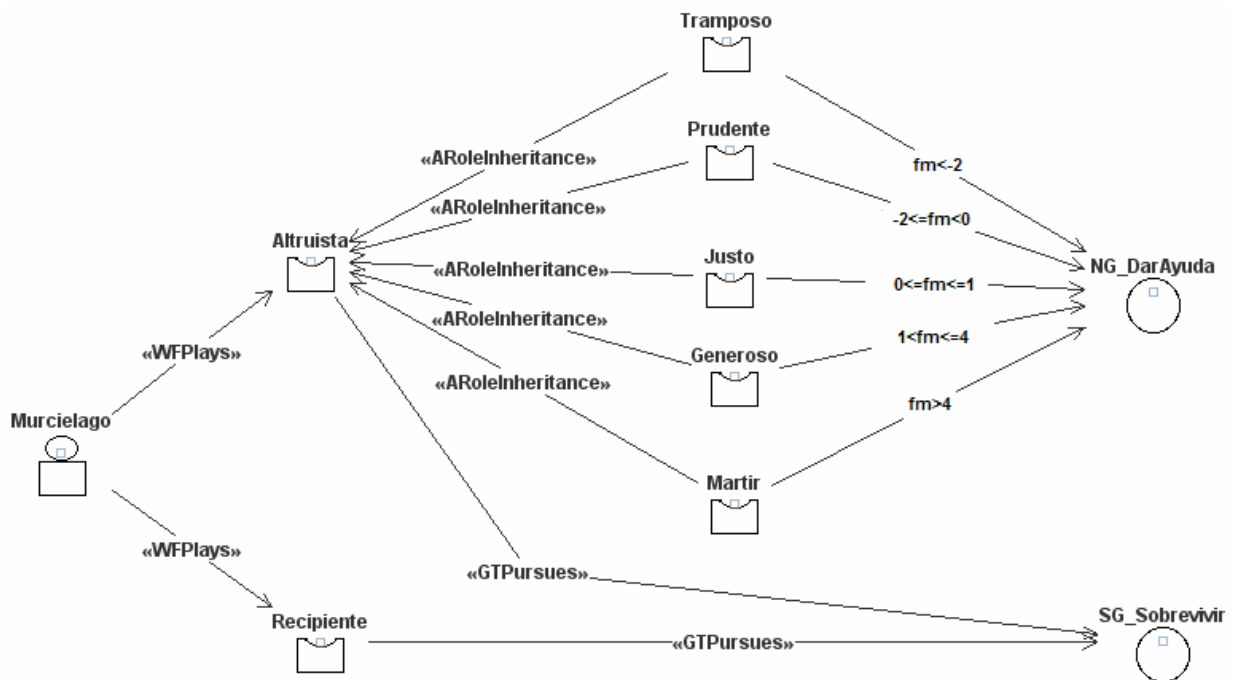 Tramposo
«ARoleInheritance»
fm<-2
Prudente
«ARoleInheritance»
-2<=fm<0
Altruista
Justo
«ARoleInheritance»
0<=fm<=1
NG_DarAyuda
«ARoleInheritance»
1<fm<=4
«WFPlays»
Generoso
«ARoleInheritance»
fm>4
Murcielago
Martir
«WFPlays»
«GTPursues»
Recipiente
SG_Sobrevivir
«GTPursues»